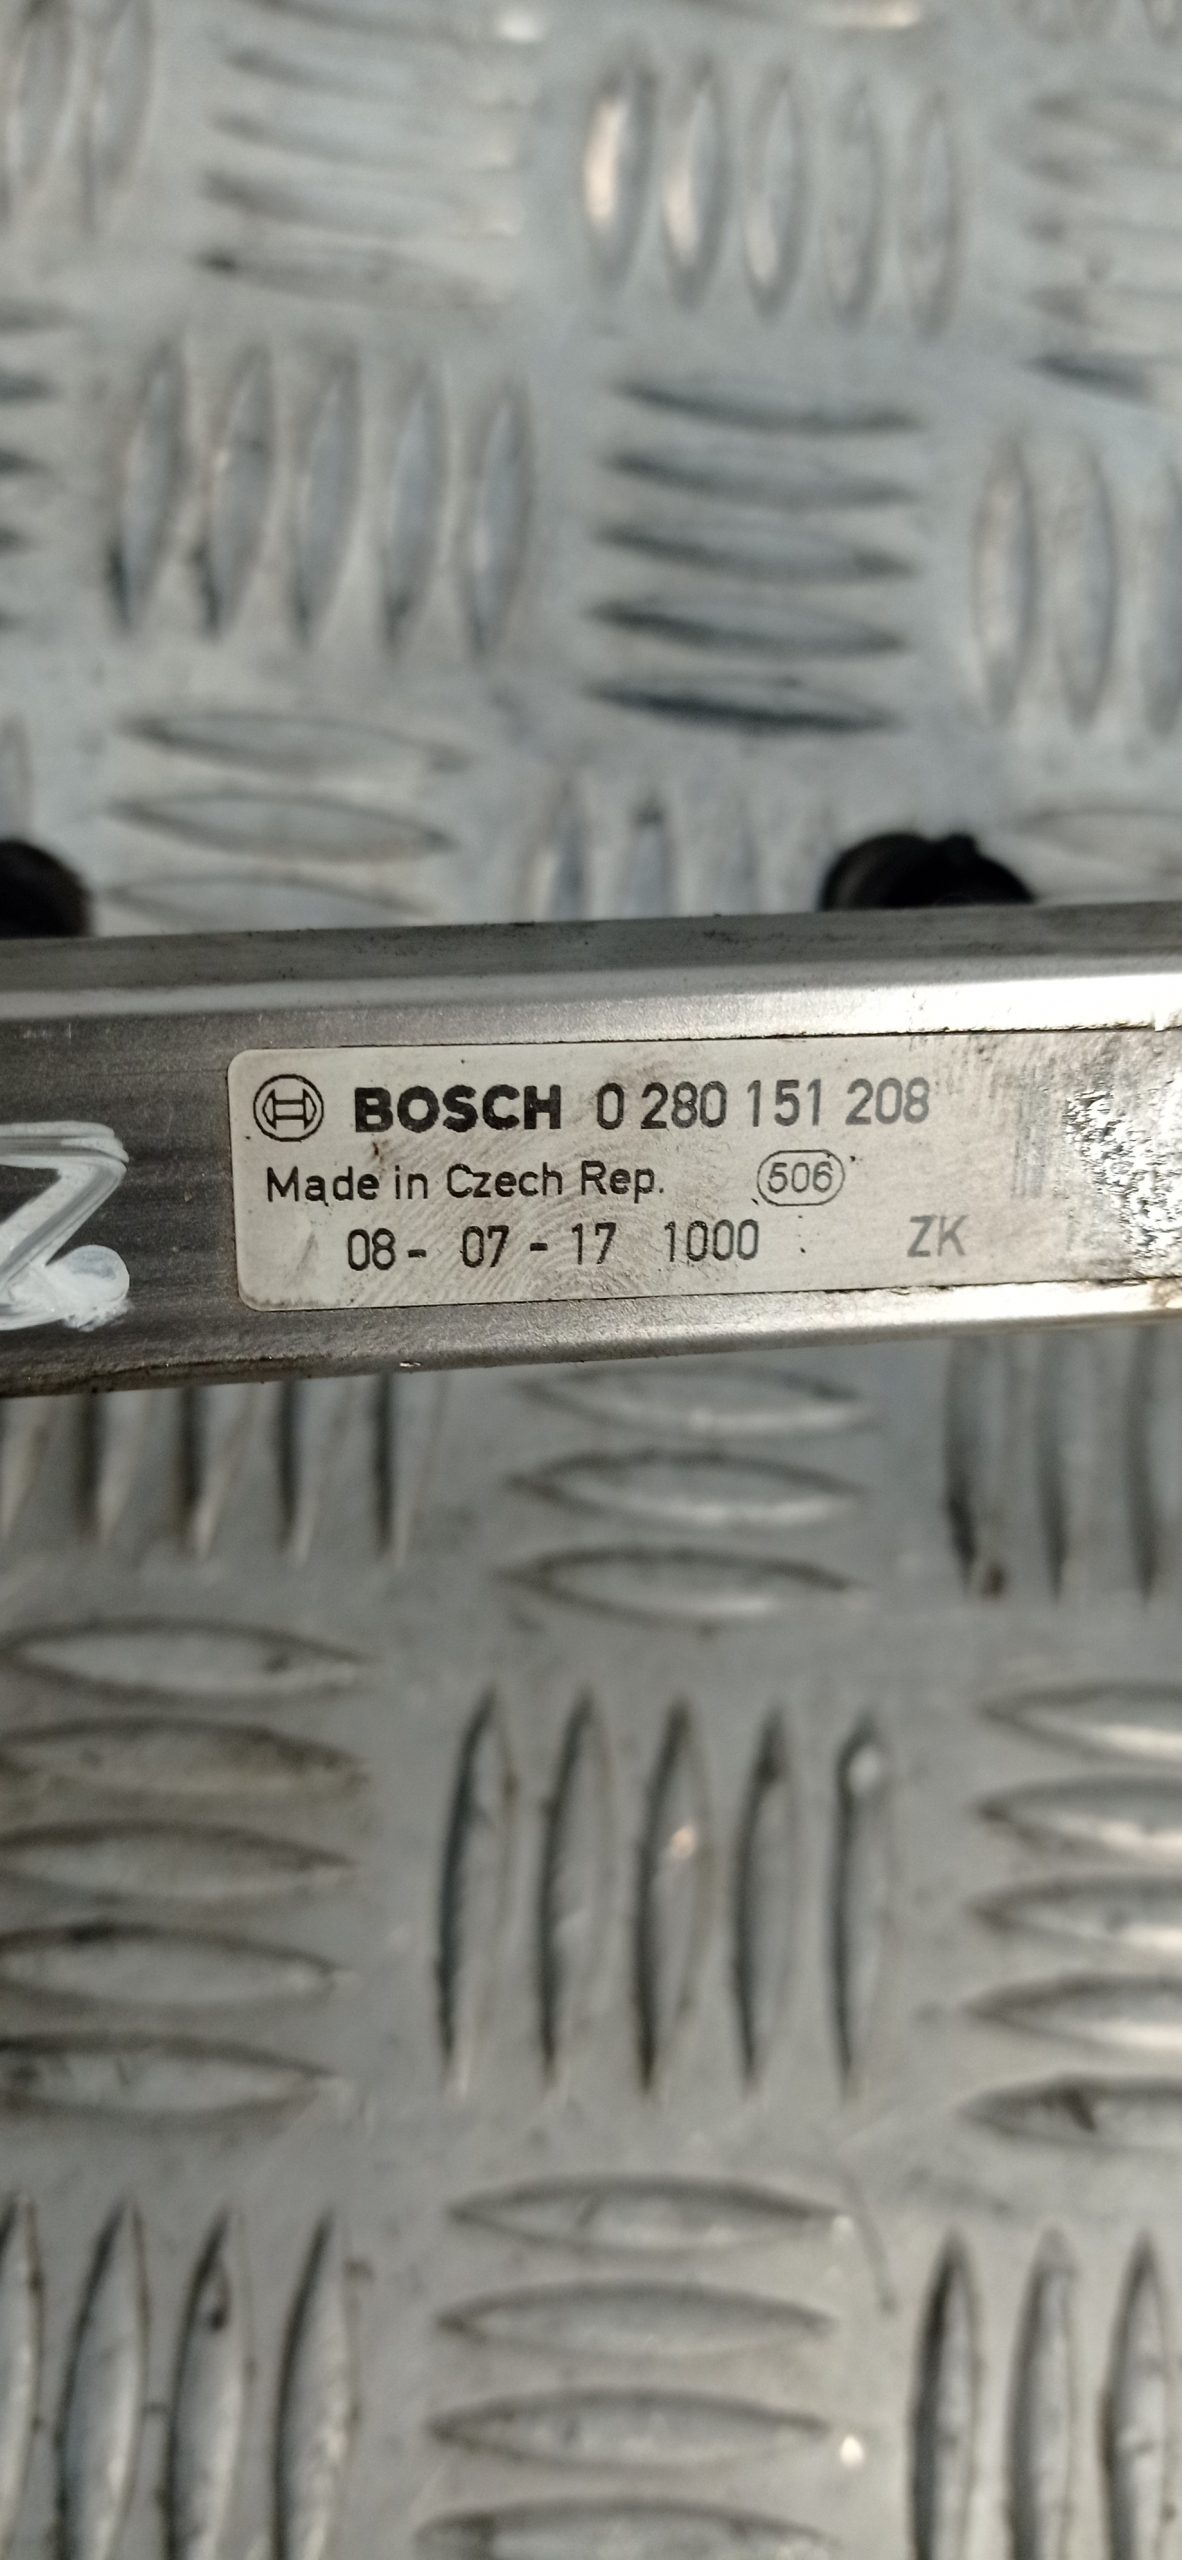 BOSCH 0 280 151 208
Made in Czech Rep. 506
08- 07 - 17 1000 ZK